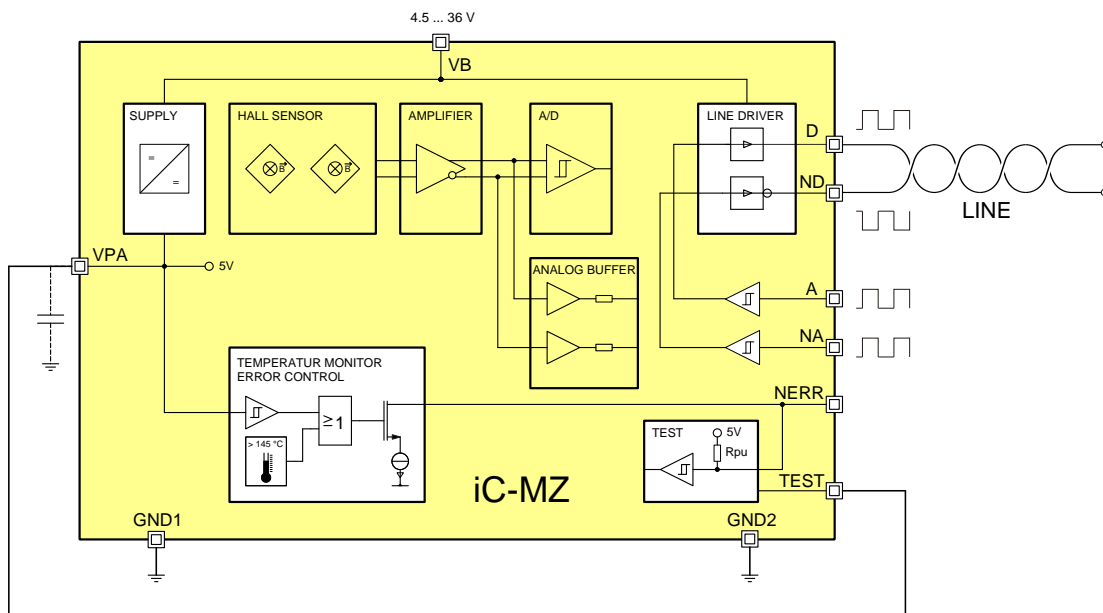 4.5 ... 36 V
VB
SUPPLY
HALL SENSOR
AMPLIFIER
A/D
LINE DRIVER
D
=
=
B
B
ND
LINE
VPA
5V
ANALOG BUFFER
A
NA
TEMPERATUR MONITOR
ERROR CONTROL
NERR
≥1
> 145 °C
TEST
5V
Rpu
TEST
iC-MZ
GND1
GND2